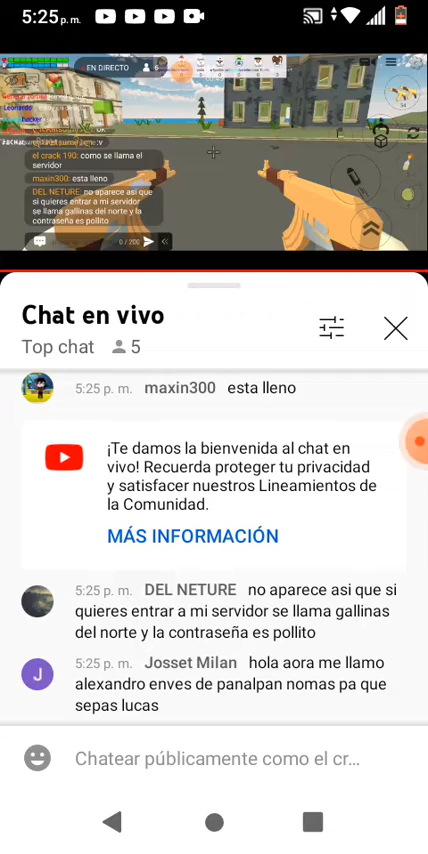 5:25 p. m.
EN DIRECTO 6
Leonardo
hacker
el crack 190: como se llama el
servidor
maxin300: esta lleno
DEL NETURE: no aparece asi que
si quieres entrar a mi servidor
se llama gallinas del norte y la
contraseña es pollito
0 / 200
Chat en vivo
Top chat 5
5:25 p. m. maxin300 esta lleno
¡Te damos la bienvenida al chat en
vivo! Recuerda proteger tu privacidad
y satisfacer nuestros Lineamientos de
la Comunidad.
MÁS INFORMACIÓN
5:25 p. m. DEL NETURE no aparece asi que si
quieres entrar a mi servidor se llama gallinas
del norte y la contraseña es pollito
J
5:25 p. m. Josset Milan hola aora me llamo
alexandro enves de panalpan nomas pa que
sepas lucas
Chatear públicamente como el cr...